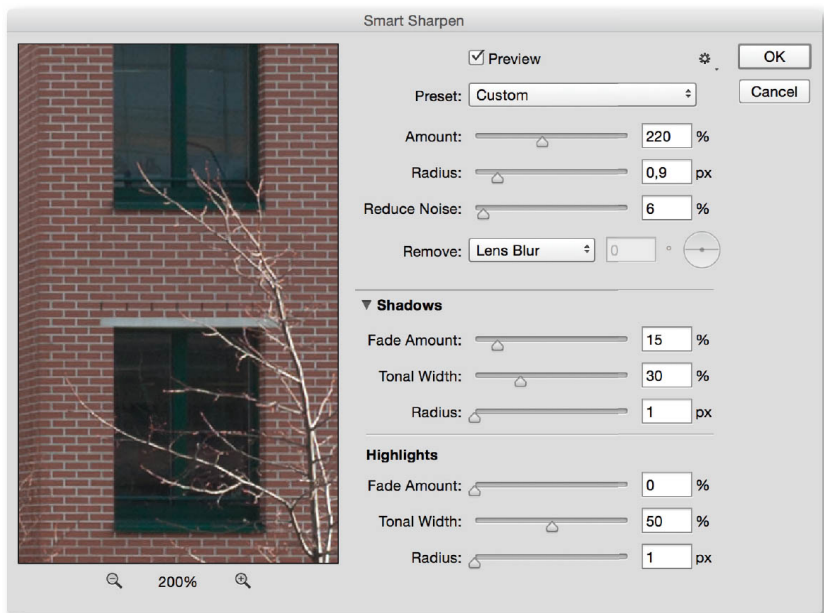 Smart Sharpen
Preview
OK
Preset: Custom
Cancel
Amount: 220 %
Radius: 0,9 px
Reduce Noise: 6 %
Remove: Lens Blur 0 °
Shadows
Fade Amount: 15 %
Tonal Width: 30 %
Radius: 1 px
Highlights
Fade Amount: 0 %
Tonal Width: 50 %
Radius: 1 px
200%